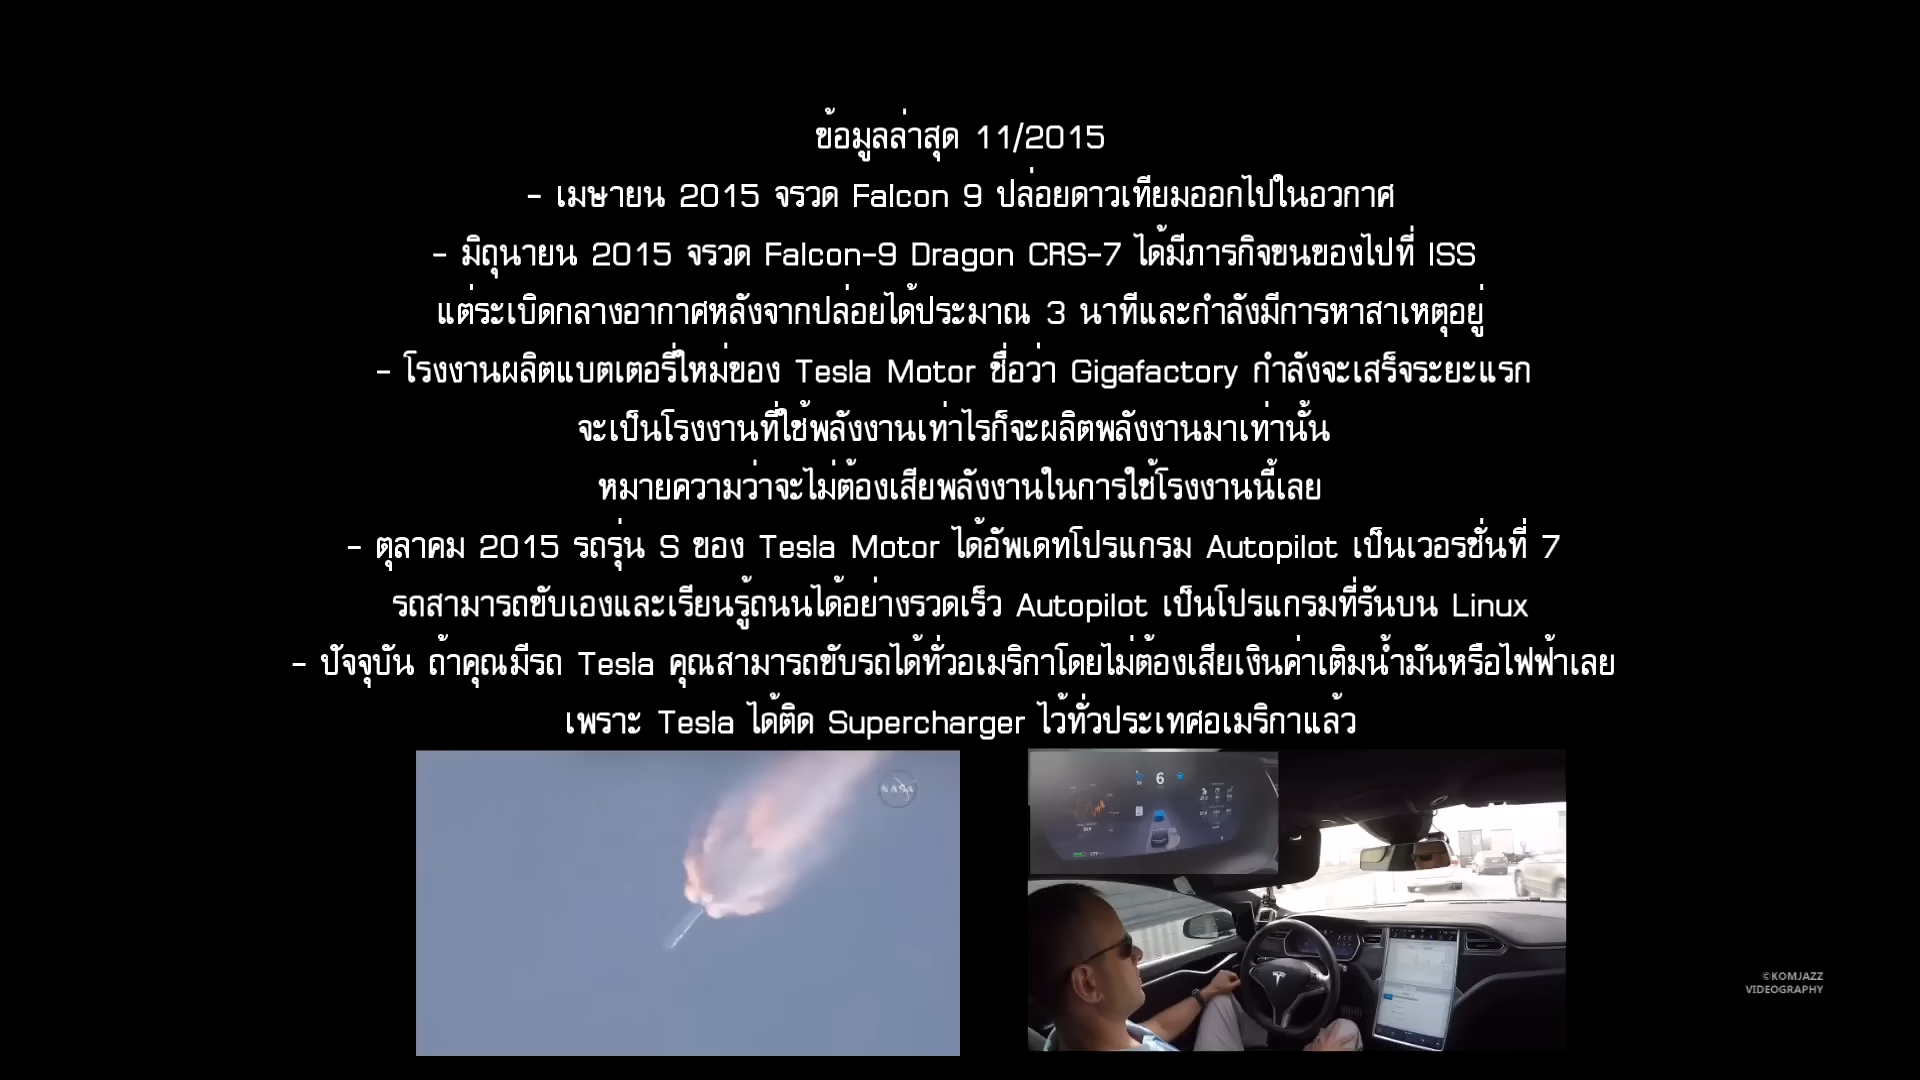 ข้อมูลล่าสุด 11/2015
- เมษายน 2015 จรวด Falcon 9 ปล่อยดาวเทียมออกไปในอวกาศ
- มิถุนายน 2015 จรวด Falcon-9 Dragon CRS-7 ได้มีภารกิจขนของไปที่ ISS
แต่ระเบิดกลางอากาศหลังจากปล่อยได้ประมาณ 3 นาทีและกำลังมีการหาสาเหตุอยู่
- โรงงานผลิตแบตเตอรี่ใหม่ของ Tesla Motor ชื่อว่า Gigafactory กำลังจะเสร็จระยะแรก
จะเป็นโรงงานที่ใช้พลังงานเท่าไรก็จะผลิตพลังงานมาเท่านั้น
หมายความว่าจะไม่ต้องเสียพลังงานในการใช้โรงงานนี้เลย
- ตุลาคม 2015 รถรุ่น S ของ Tesla Motor ได้อัพเดทโปรแกรม Autopilot เป็นเวอรชั่นที่ 7
รถสามารถขับเองและเรียนรู้ถนนได้อย่างรวดเร็ว Autopilot เป็นโปรแกรมที่รันบน Linux
- ปัจจุบัน ถ้าคุณมีรถ Tesla คุณสามารถขับรถได้ทั่วอเมริกาโดยไม่ต้องเสียเงินค่าเติมน้ำมันหรือไฟฟ้าเลย
เพราะ Tesla ได้ติด Supercharger ไว้ทั่วประเทศอเมริกาแล้ว
NASA
6
©KOMJAZZ
VIDEOGRAPHY